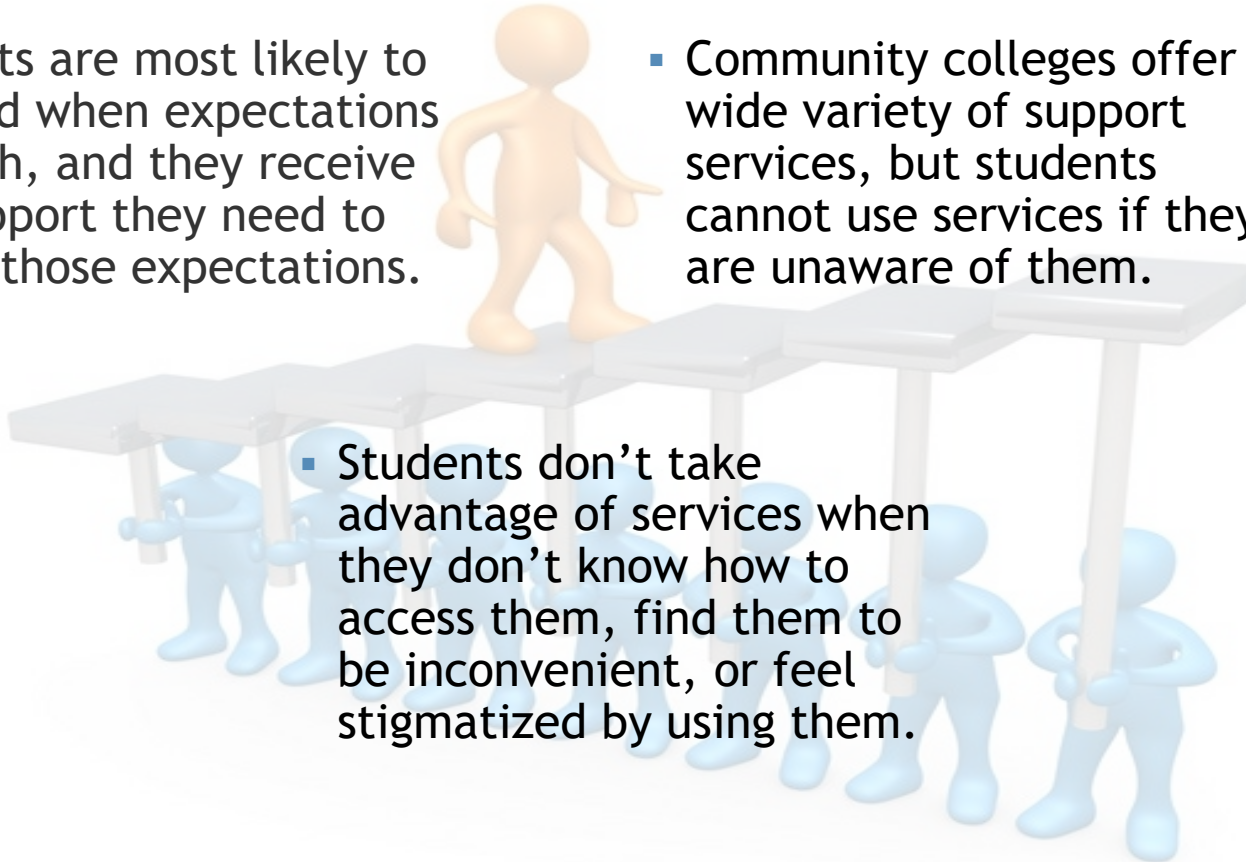 ts are most likely to
d when expectations
h, and they receive
pport they need to
those expectations.
▪ Community colleges offer
wide variety of support
services, but students
cannot use services if they
are unaware of them.
▪ Students don’t take
advantage of services when
they don’t know how to
access them, find them to
be inconvenient, or feel
stigmatized by using them.